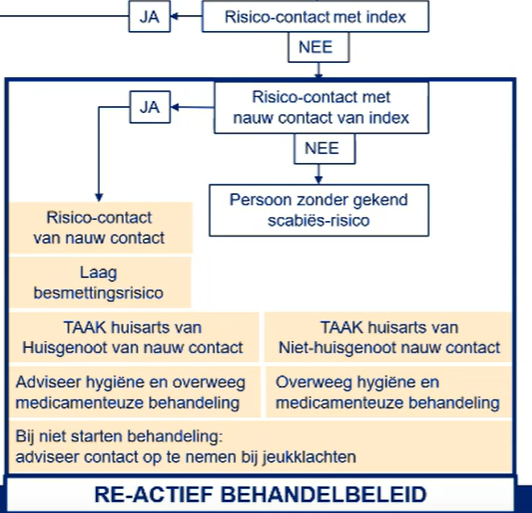 JA
Risico-contact met index
NEE
Risico-contact met
nauw contact van index
JA
NEE
Persoon zonder gekend
scabiës-risico
Risico-contact
van nauw contact
Laag
besmettingsrisico
TAAK huisarts van
Huisgenoot van nauw contact
TAAK huisarts van
Niet-huisgenoot nauw contact
Adviseer hygiëne en overweeg
medicamenteuze behandeling
Overweeg hygiëne en
medicamenteuze behandeling
Bij niet starten behandeling:
adviseer contact op te nemen bij jeukklachten
RE-ACTIEF BEHANDELBELEID